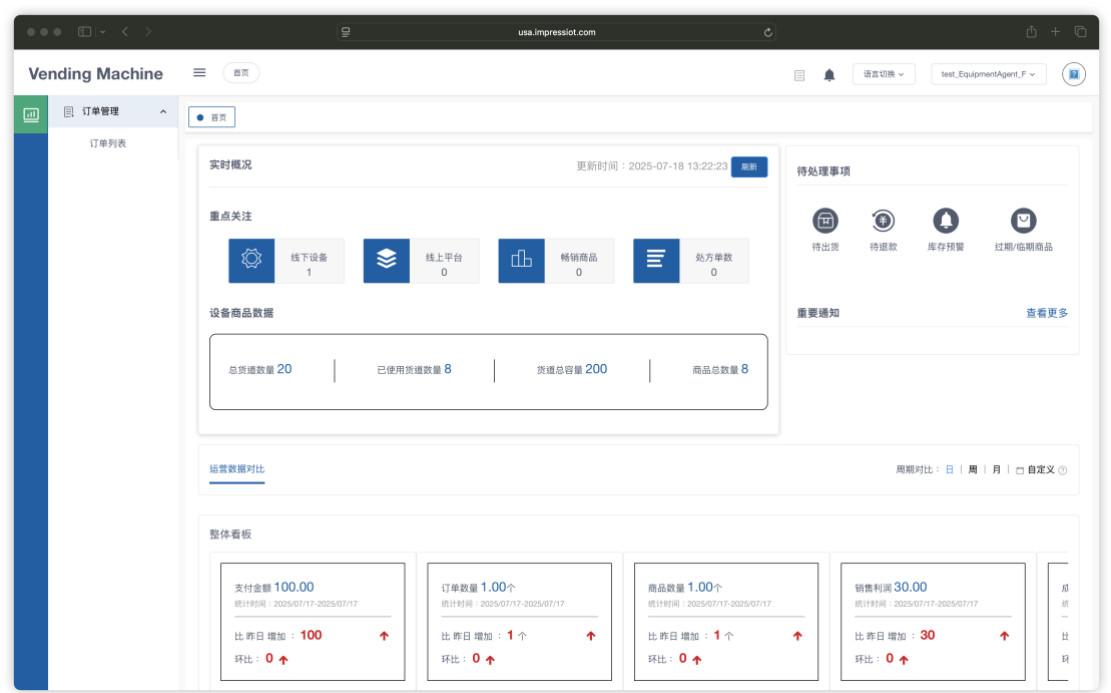 usa.impressiot.com
Vending Machine
首页
语言切换
test_EquipmentAgent_F
订单管理
订单列表
首页
实时概况
更新时间：2025-07-18 13:22:23
刷新
重点关注
线下设备
1
线上平台
0
畅销商品
0
处方单数
0
设备商品数据
总货道数量 20
已使用货道数量 8
货道总容量 200
商品总数量 8
待处理事项
待出货
待退款
库存预警
过期/临期商品
重要通知
查看更多
运营数据对比
周期对比： 日 | 周 | 月 | 自定义
整体看板
支付金额 100.00
统计时间：2025/07/17-2025/07/17
比 昨日 增加 ： 100
环比： 0
订单数量 1.00个
统计时间：2025/07/17-2025/07/17
比 昨日 增加 ： 1 个
环比： 0
商品数量 1.00个
统计时间：2025/07/17-2025/07/17
比 昨日 增加 ： 1 个
环比： 0
销售利润 30.00
统计时间：2025/07/17-2025/07/17
比 昨日 增加 ： 30
环比： 0